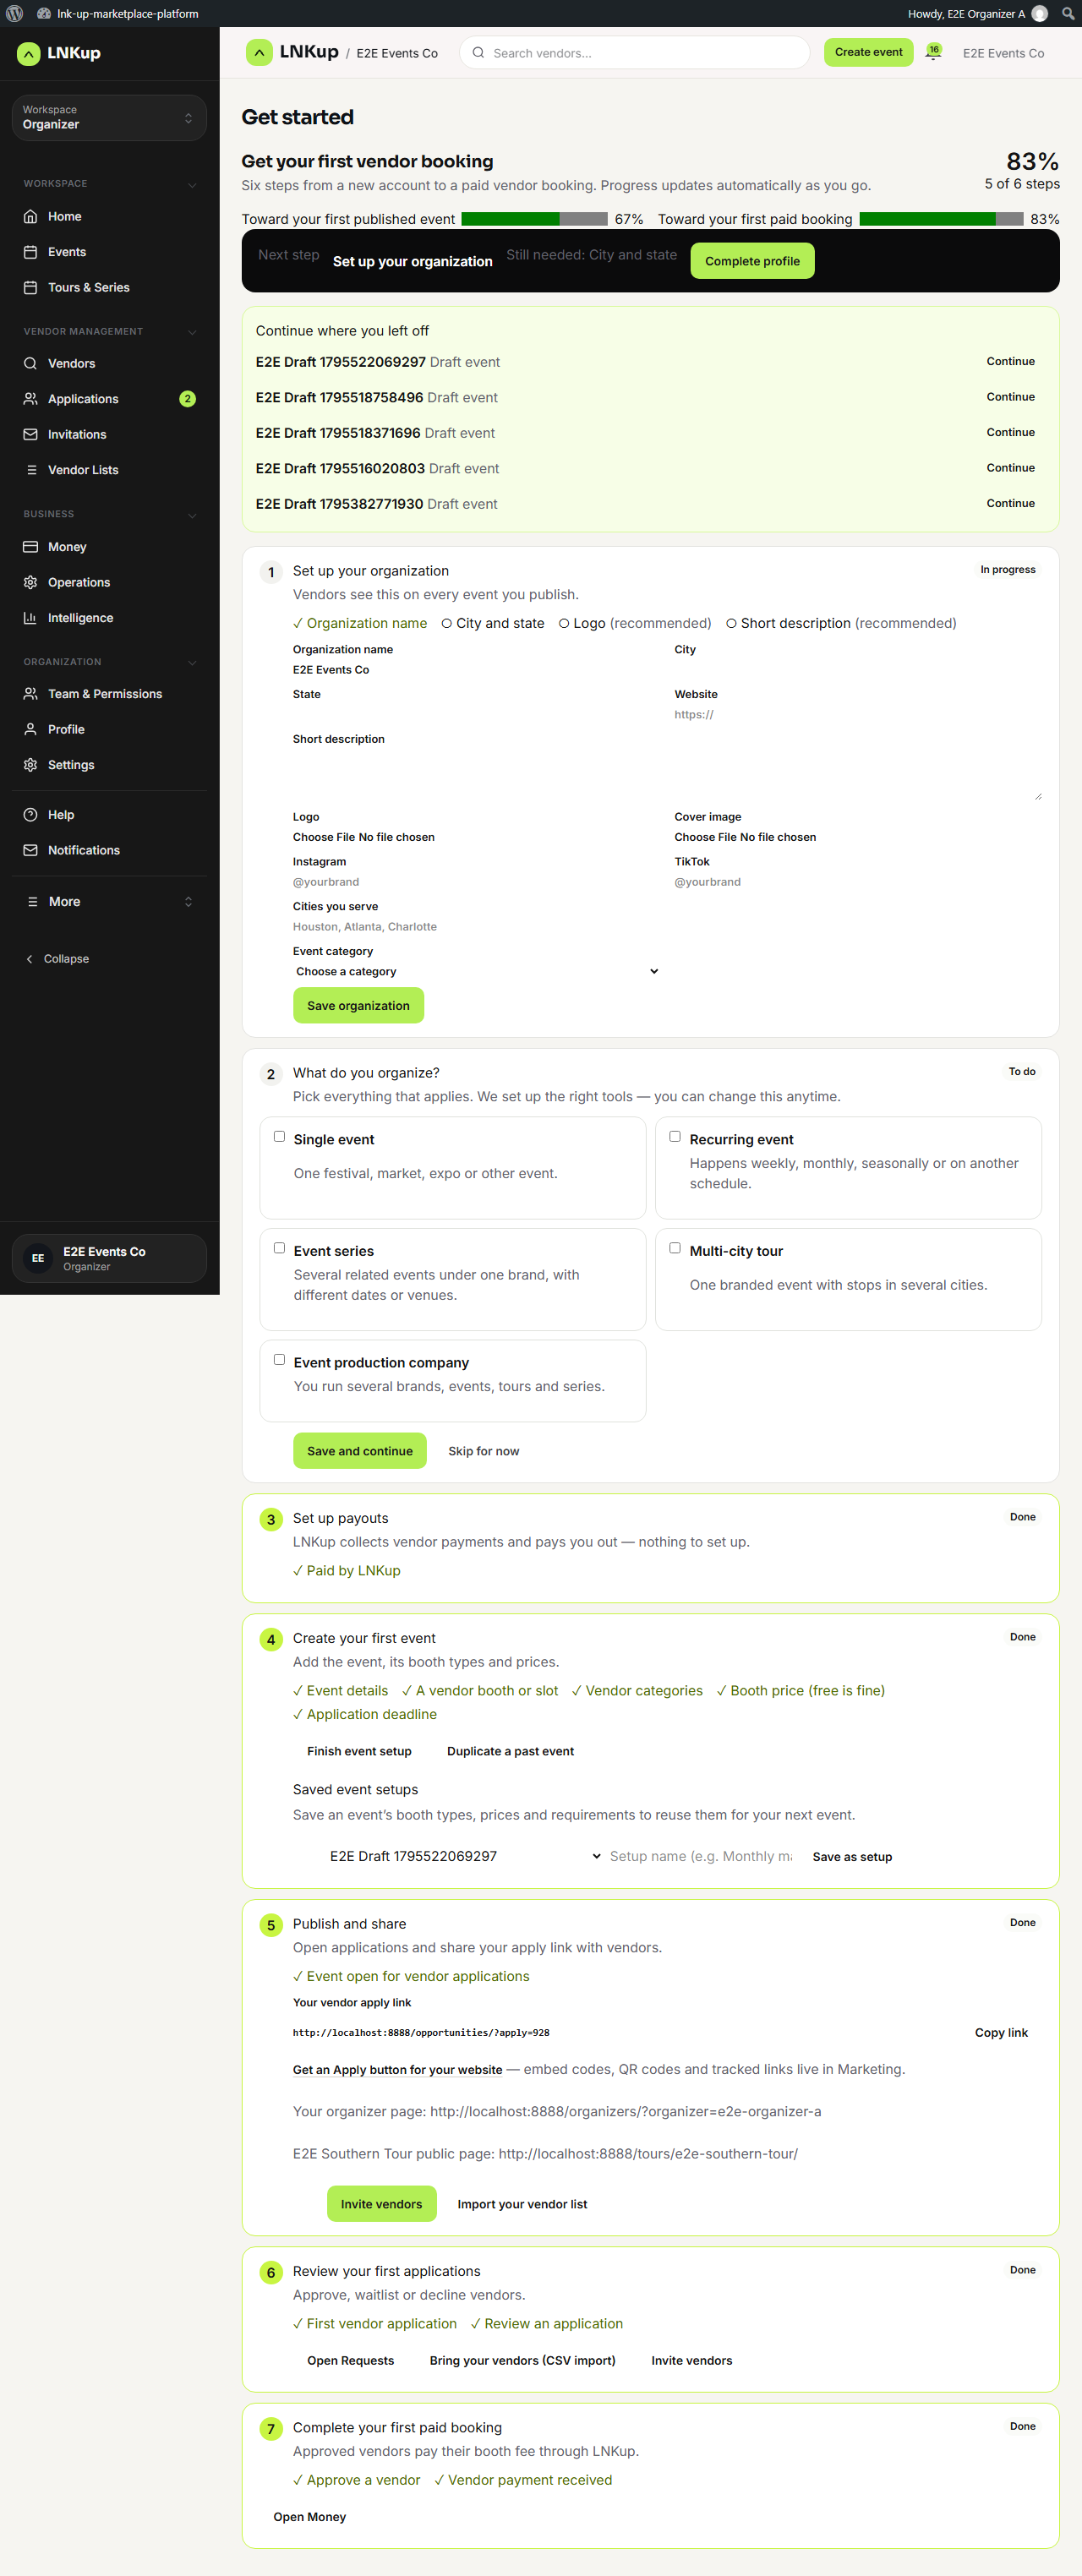 lnk-up-marketplace-platform
Howdy, E2E Organizer A
LNKup
LNKup / E2E Events Co
Search vendors...
Create event
16
E2E Events Co
Workspace
Organizer
WORKSPACE
Home
Events
Tours & Series
VENDOR MANAGEMENT
Vendors
Applications 2
Invitations
Vendor Lists
BUSINESS
Money
Operations
Intelligence
ORGANIZATION
Team & Permissions
Profile
Settings
Help
Notifications
More
Collapse
EE
E2E Events Co
Organizer
Get started
Get your first vendor booking
Six steps from a new account to a paid vendor booking. Progress updates automatically as you go.
83%
5 of 6 steps
Toward your first published event 67% Toward your first paid booking 83%
Next step Set up your organization Still needed: City and state Complete profile
Continue where you left off
E2E Draft 1795522069297 Draft event Continue
E2E Draft 1795518758496 Draft event Continue
E2E Draft 1795518371696 Draft event Continue
E2E Draft 1795516020803 Draft event Continue
E2E Draft 1795382771930 Draft event Continue
1 Set up your organization In progress
Vendors see this on every event you publish.
✓ Organization name ○ City and state ○ Logo (recommended) ○ Short description (recommended)
Organization name City
E2E Events Co
State Website
https://
Short description
Logo Cover image
Choose File No file chosen Choose File No file chosen
Instagram TikTok
@yourbrand @yourbrand
Cities you serve
Houston, Atlanta, Charlotte
Event category
Choose a category
Save organization
2 What do you organize? To do
Pick everything that applies. We set up the right tools — you can change this anytime.
Single event
One festival, market, expo or other event.
Recurring event
Happens weekly, monthly, seasonally or on another
schedule.
Event series
Several related events under one brand, with
different dates or venues.
Multi-city tour
One branded event with stops in several cities.
Event production company
You run several brands, events, tours and series.
Save and continue Skip for now
3 Set up payouts Done
LNKup collects vendor payments and pays you out — nothing to set up.
✓ Paid by LNKup
4 Create your first event Done
Add the event, its booth types and prices.
✓ Event details ✓ A vendor booth or slot ✓ Vendor categories ✓ Booth price (free is fine)
✓ Application deadline
Finish event setup Duplicate a past event
Saved event setups
Save an event’s booth types, prices and requirements to reuse them for your next event.
E2E Draft 1795522069297 Setup name (e.g. Monthly ma Save as setup
5 Publish and share Done
Open applications and share your apply link with vendors.
✓ Event open for vendor applications
Your vendor apply link
http://localhost:8888/opportunities/?apply=928 Copy link
Get an Apply button for your website — embed codes, QR codes and tracked links live in Marketing.
Your organizer page: http://localhost:8888/organizers/?organizer=e2e-organizer-a
E2E Southern Tour public page: http://localhost:8888/tours/e2e-southern-tour/
Invite vendors Import your vendor list
6 Review your first applications Done
Approve, waitlist or decline vendors.
✓ First vendor application ✓ Review an application
Open Requests Bring your vendors (CSV import) Invite vendors
7 Complete your first paid booking Done
Approved vendors pay their booth fee through LNKup.
✓ Approve a vendor ✓ Vendor payment received
Open Money